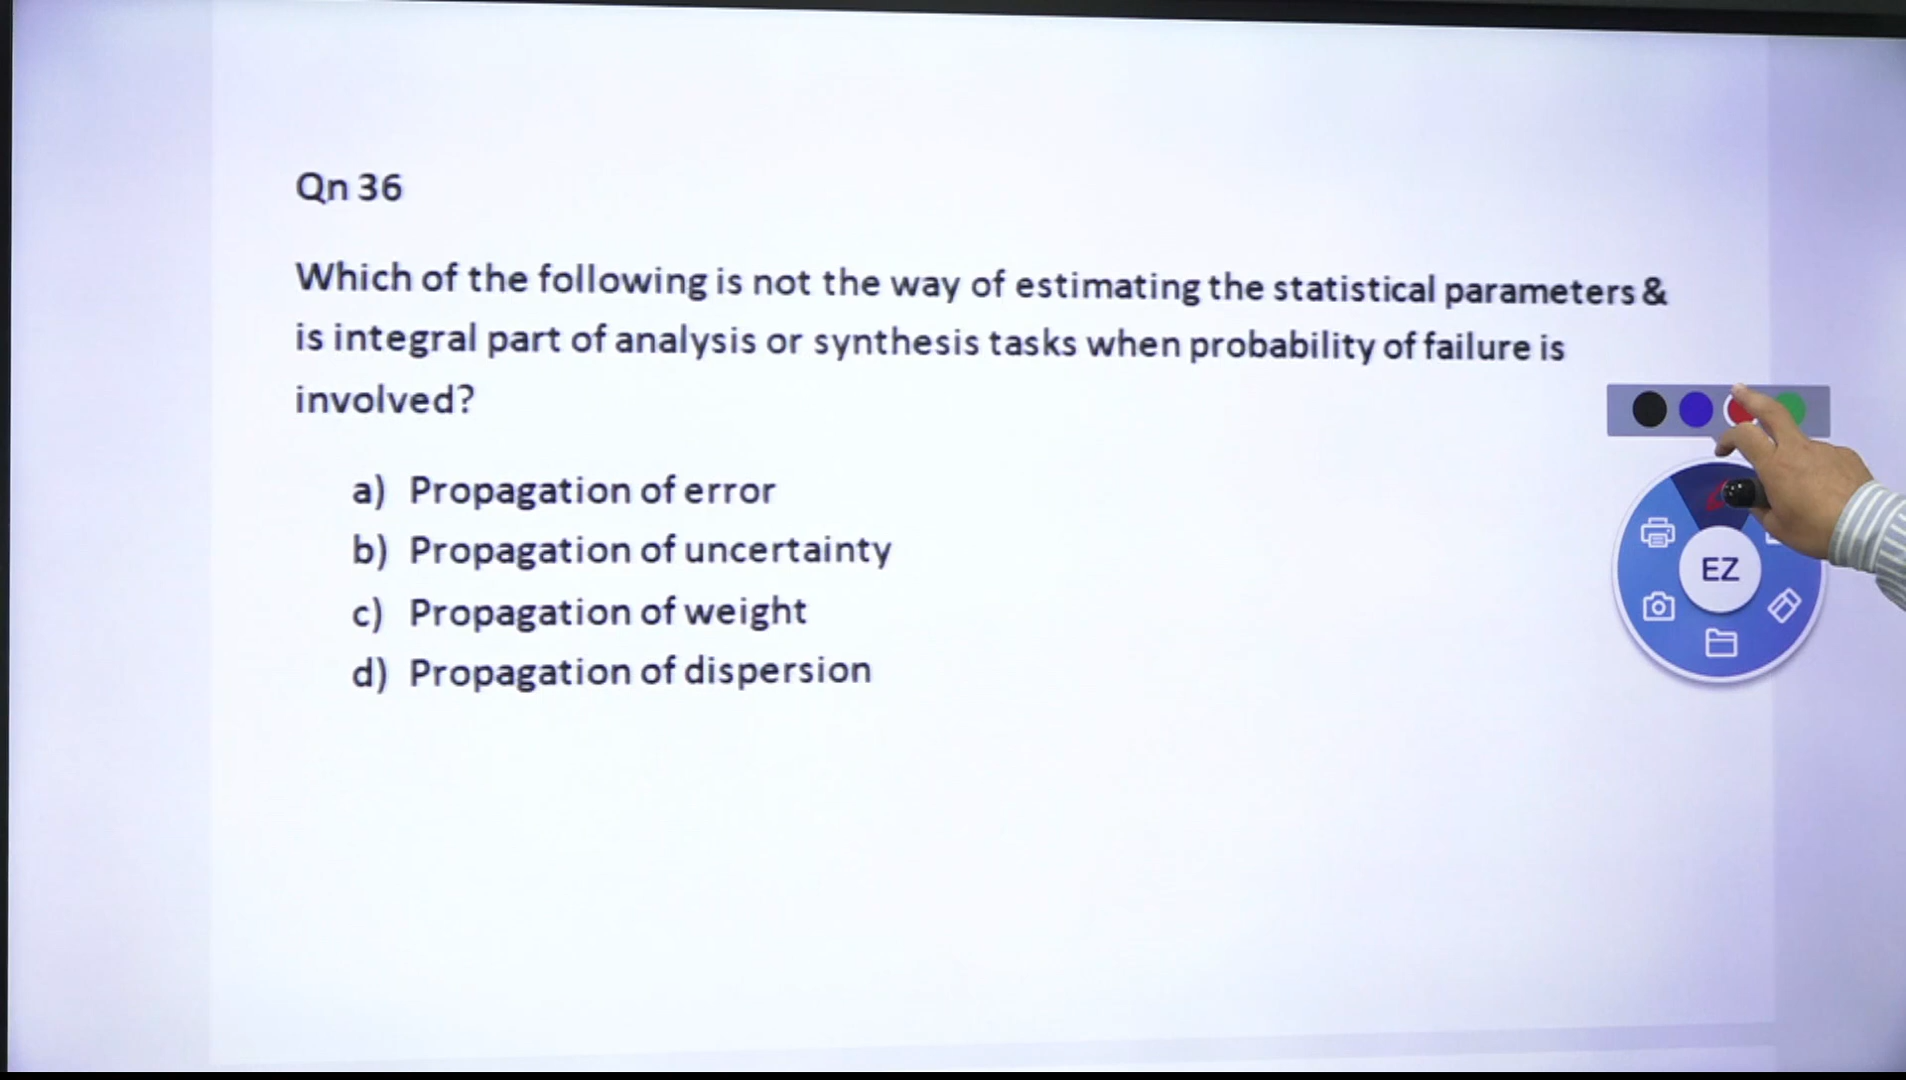 Qn 36
Which of the following is not the way of estimating the statistical parameters &
is integral part of analysis or synthesis tasks when probability of failure is
involved?
a) Propagation of error
b) Propagation of uncertainty
c) Propagation of weight
d) Propagation of dispersion
EZ